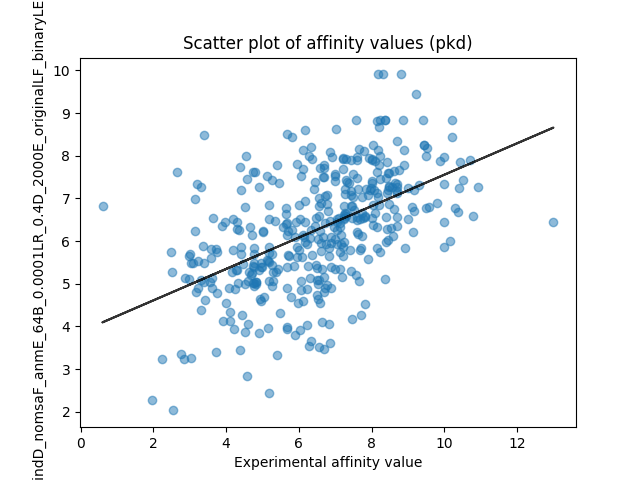 Scatter plot of affinity values (pkd)
indD_nomsaF_anmE_64B_0.0001LR_0.4D_2000E_originalLF_binaryLE
10
9
8
7
6
5
4
3
2
0 2 4 6 8 10 12
Experimental affinity value